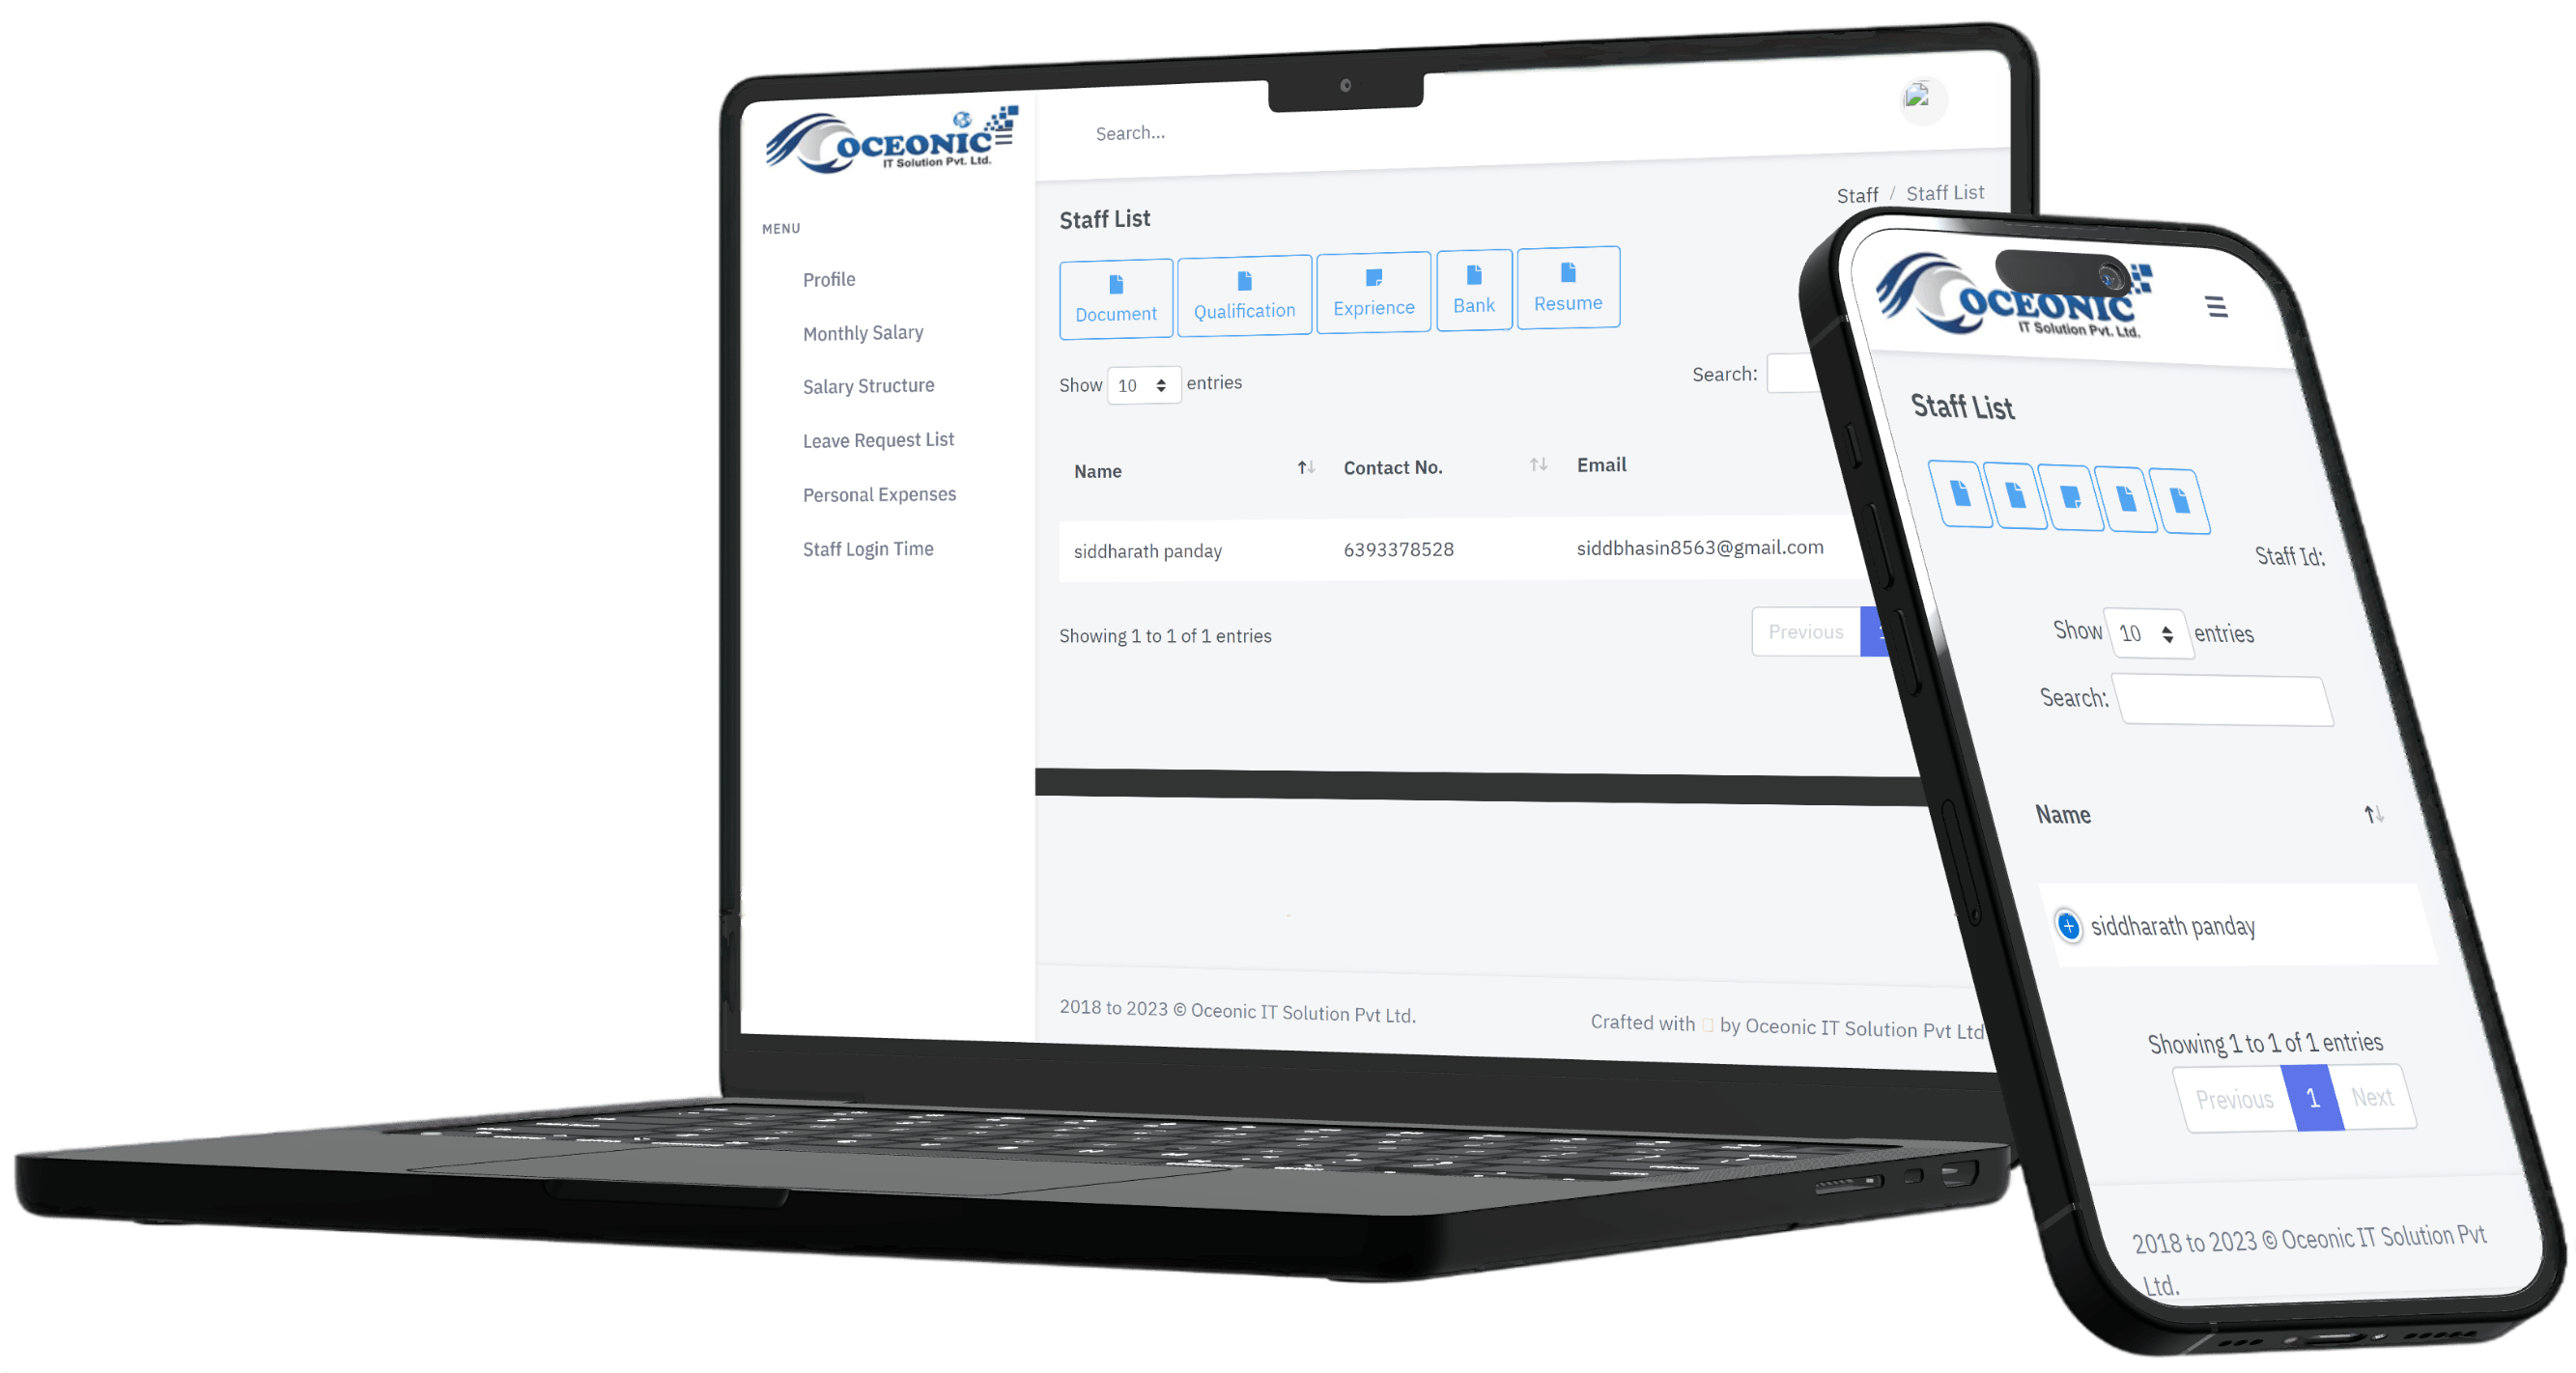 OCEONIC
IT Solution Pvt. Ltd.
Search...
MENU
Profile
Monthly Salary
Salary Structure
Leave Request List
Personal Expenses
Staff Login Time
Staff / Staff List
Staff List
Document
Qualification
Exprience
Bank
Resume
Show 10 entries
Search:
Name
Contact No.
Email
siddharath panday
6393378528
siddbhasin8563@gmail.com
Showing 1 to 1 of 1 entries
Previous
2018 to 2023 © Oceonic IT Solution Pvt Ltd.
Crafted with by Oceonic IT Solution Pvt Ltd
OCEONIC
IT Solution Pvt. Ltd.
Staff List
Staff Id:
Show 10 entries
Search:
Name
siddharath panday
Showing 1 to 1 of 1 entries
Previous 1 Next
2018 to 2023 © Oceonic IT Solution Pvt
Ltd.